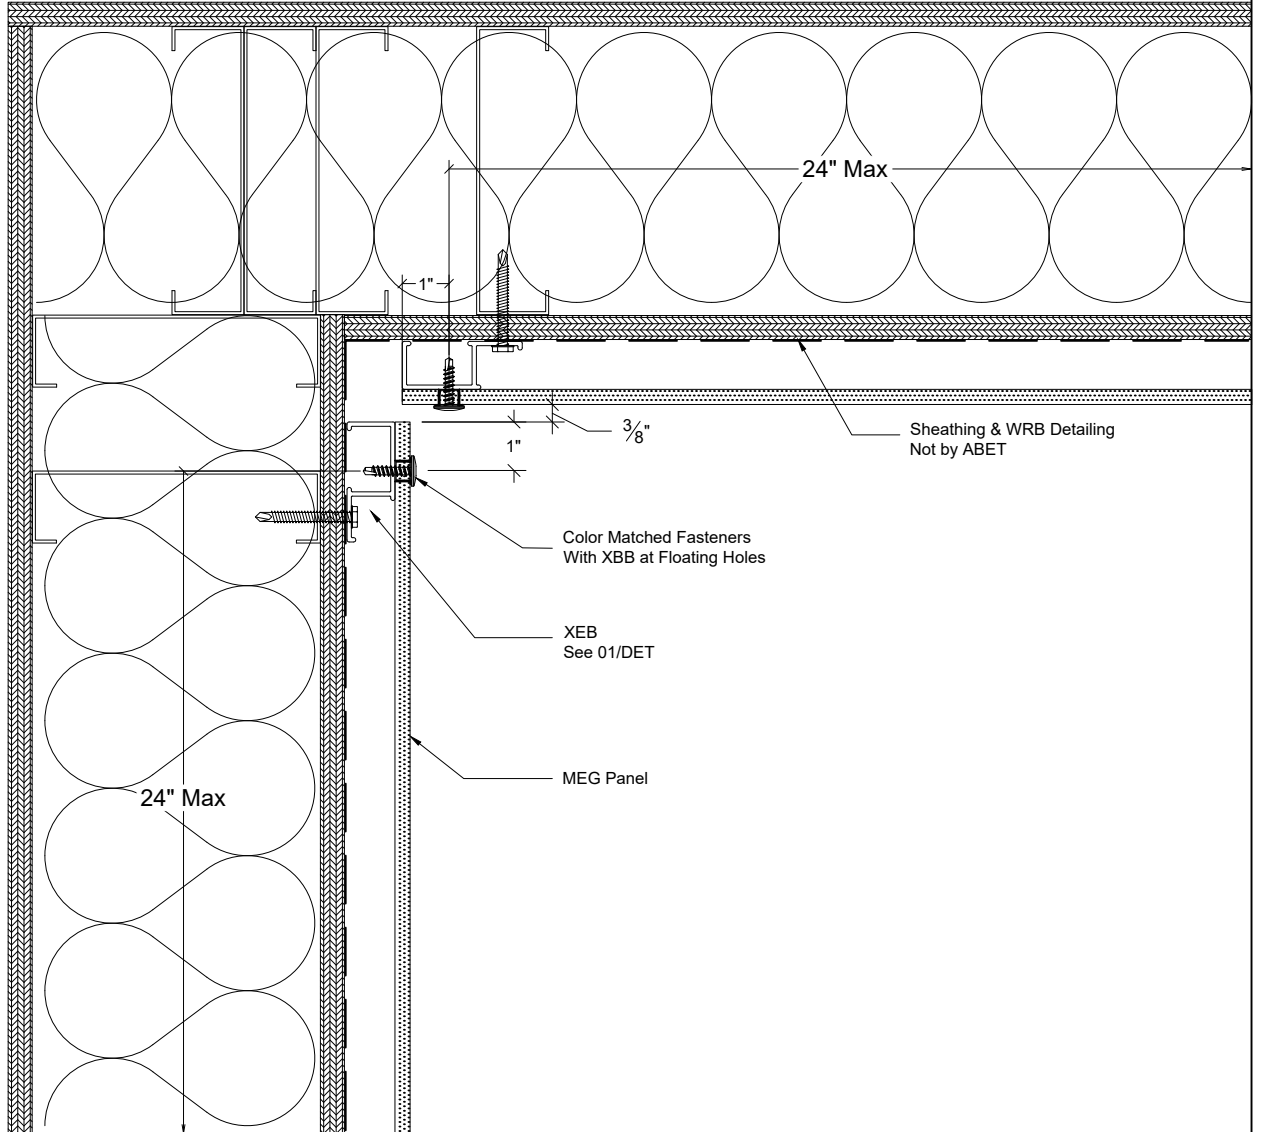 24" Max
1"
3/8"
1"
Sheathing & WRB Detailing
Not by ABET
Color Matched Fasteners
With XBB at Floating Holes
XEB
See 01/DET
MEG Panel
24" Max